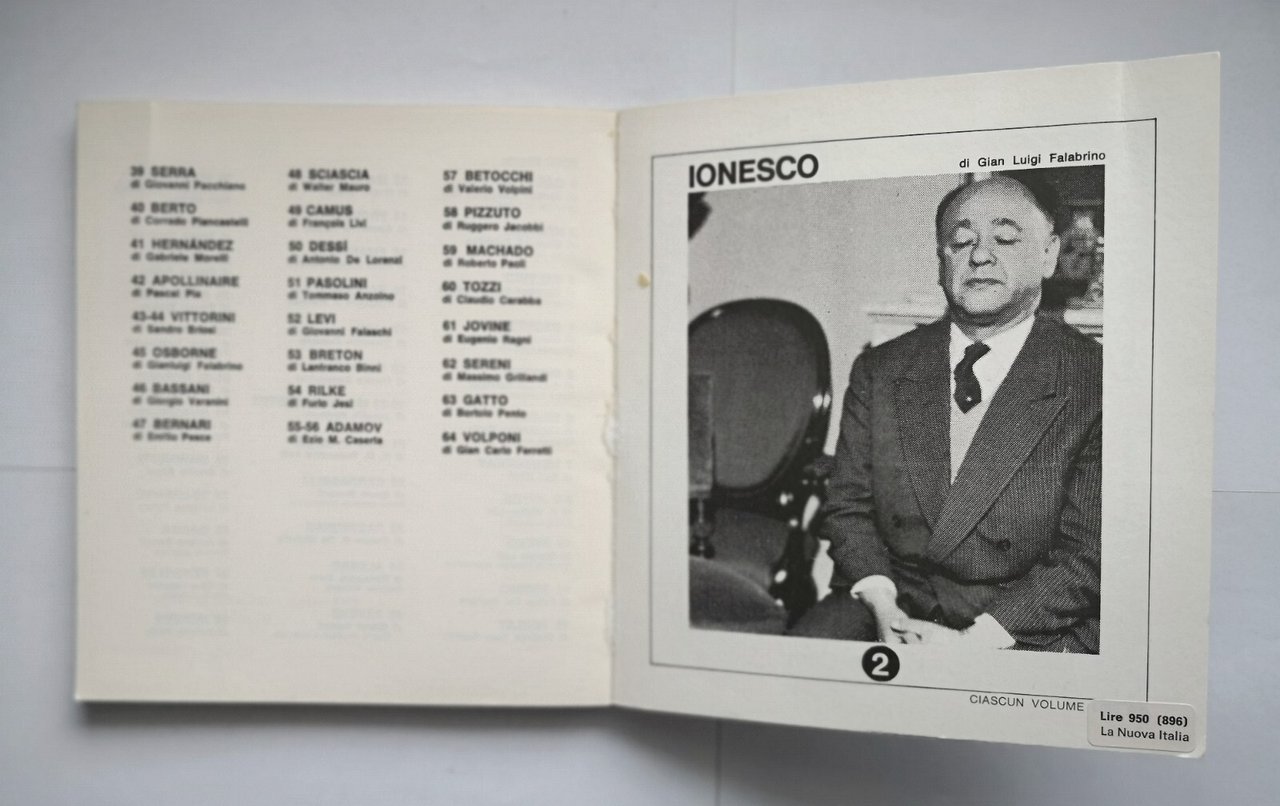 39 SERRA
di Giovanni Pacchiano
40 BERTO
di Corrado Piancastelli
41 HERNÁNDEZ
di Gabriele Morelli
42 APOLLINAIRE
di Pascal Pia
43-44 VITTORINI
di Sandro Briosi
45 OSBORNE
di Gianluigi Falabrino
46 BASSANI
di Giorgio Varanini
47 BERNARI
di Emilio Pesce
48 SCIASCIA
di Walter Mauro
49 CAMUS
di François Livi
50 DESSÍ
di Antonio De Lorenzi
51 PASOLINI
di Tommaso Anzoino
52 LEVI
di Giovanni Falaschi
53 BRETON
di Lanfranco Binni
54 RILKE
di Furio Jesi
55-56 ADAMOV
di Ezio M. Caserta
57 BETOCCHI
di Valerio Volpini
58 PIZZUTO
di Ruggero Jacobbi
59 MACHADO
di Roberto Paoli
60 TOZZI
di Claudio Carabba
61 JOVINE
di Eugenio Ragni
62 SERENI
di Massimo Grillandi
63 GATTO
di Bortolo Pento
64 VOLPONI
di Gian Carlo Ferretti
IONESCO
di Gian Luigi Falabrino
2
CIASCUN VOLUME
Lire 950 (896)
La Nuova Italia